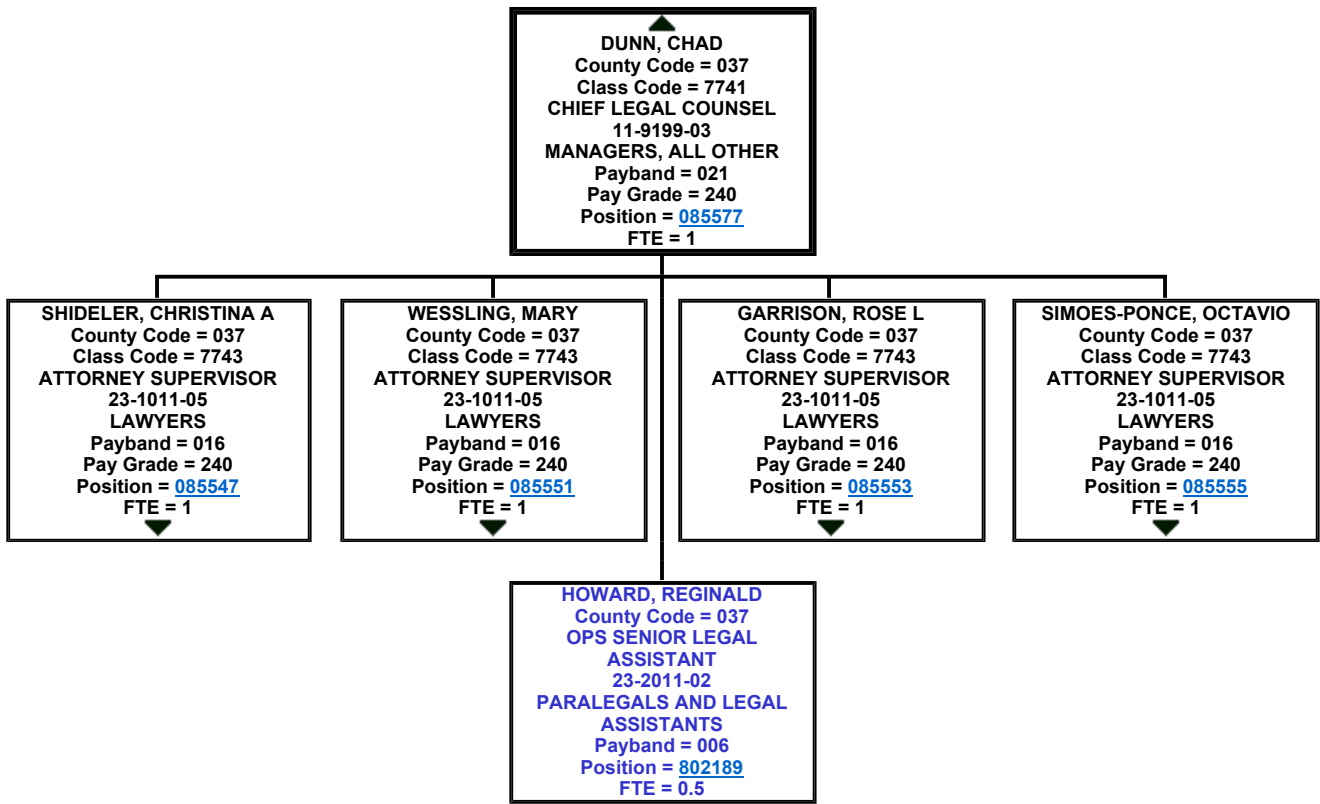 DUNN, CHAD
County Code = 037
Class Code = 7741
CHIEF LEGAL COUNSEL
11-9199-03
MANAGERS, ALL OTHER
Payband = 021
Pay Grade = 240
Position = 085577
FTE = 1
SHIDELER, CHRISTINA A
County Code = 037
Class Code = 7743
ATTORNEY SUPERVISOR
23-1011-05
LAWYERS
Payband = 016
Pay Grade = 240
Position = 085547
FTE = 1
WESSLING, MARY
County Code = 037
Class Code = 7743
ATTORNEY SUPERVISOR
23-1011-05
LAWYERS
Payband = 016
Pay Grade = 240
Position = 085551
FTE = 1
GARRISON, ROSE L
County Code = 037
Class Code = 7743
ATTORNEY SUPERVISOR
23-1011-05
LAWYERS
Payband = 016
Pay Grade = 240
Position = 085553
FTE = 1
SIMOES-PONCE, OCTAVIO
County Code = 037
Class Code = 7743
ATTORNEY SUPERVISOR
23-1011-05
LAWYERS
Payband = 016
Pay Grade = 240
Position = 085555
FTE = 1
HOWARD, REGINALD
County Code = 037
OPS SENIOR LEGAL
ASSISTANT
23-2011-02
PARALEGALS AND LEGAL
ASSISTANTS
Payband = 006
Position = 802189
FTE = 0.5